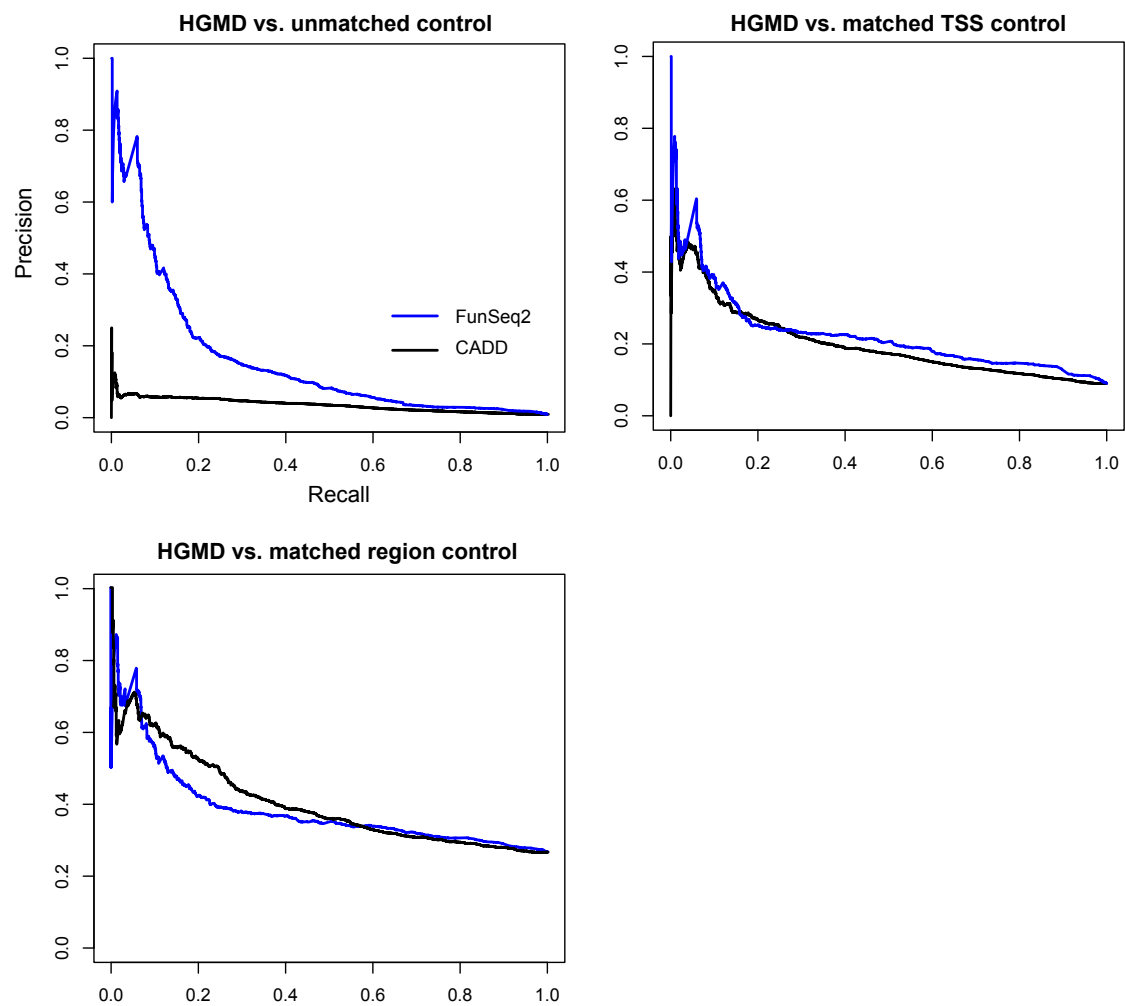 HGMD vs. unmatched control
1.0
0.8
0.6
0.4
0.2
0.0
Precision
FunSeq2
CADD
0.0 0.2 0.4 0.6 0.8 1.0
Recall
HGMD vs. matched TSS control
1.0
0.8
0.6
0.4
0.2
0.0
0.0 0.2 0.4 0.6 0.8 1.0
HGMD vs. matched region control
1.0
0.8
0.6
0.4
0.2
0.0
0.0 0.2 0.4 0.6 0.8 1.0